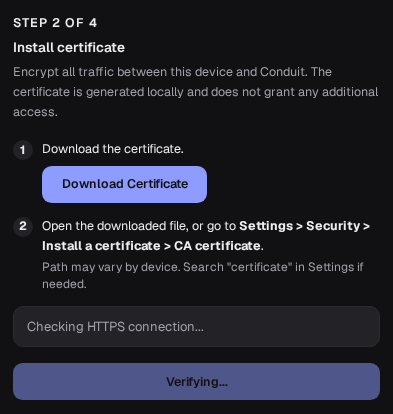 STEP 2 OF 4
Install certificate
Encrypt all traffic between this device and Conduit. The
certificate is generated locally and does not grant any additional
access.
1 Download the certificate.
Download Certificate
2 Open the downloaded file, or go to Settings > Security >
Install a certificate > CA certificate.
Path may vary by device. Search "certificate" in Settings if
needed.
Checking HTTPS connection...
Verifying...